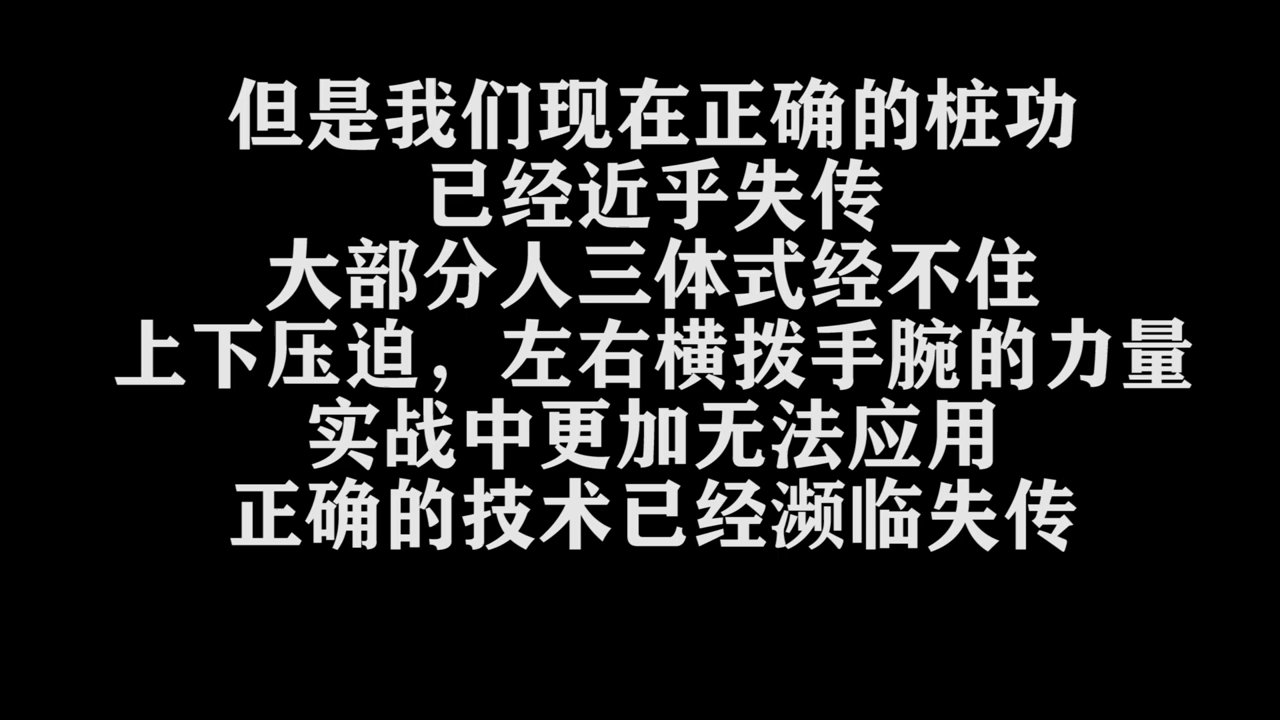 但是我们现在正确的桩功
已经近乎失传
大部分人三体式经不住
上下压迫，左右横拨手腕的力量
实战中更加无法应用
正确的技术已经濒临失传